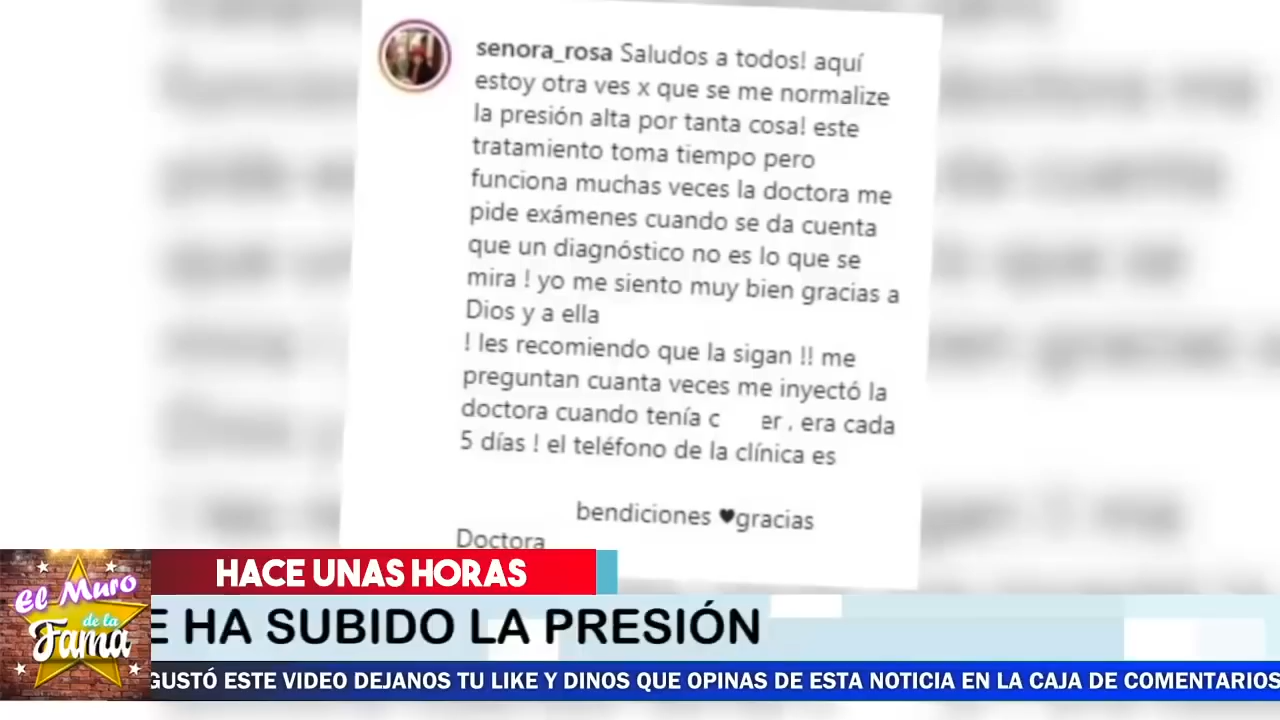 senora_rosa Saludos a todos! aquí
estoy otra ves x que se me normalize
la presión alta por tanta cosa! este
tratamiento toma tiempo pero
funciona muchas veces la doctora me
pide exámenes cuando se da cuenta
que un diagnóstico no es lo que se
mira ! yo me siento muy bien gracias a
Dios y a ella
! les recomiendo que la sigan !! me
preguntan cuanta veces me inyectó la
doctora cuando tenía c er , era cada
5 días ! el teléfono de la clínica es
bendiciones ♥gracias
Doctora
HACE UNAS HORAS
E HA SUBIDO LA PRESIÓN
El Muro
de la
Fama
GUSTÓ ESTE VIDEO DEJANOS TU LIKE Y DINOS QUE OPINAS DE ESTA NOTICIA EN LA CAJA DE COMENTARIOS